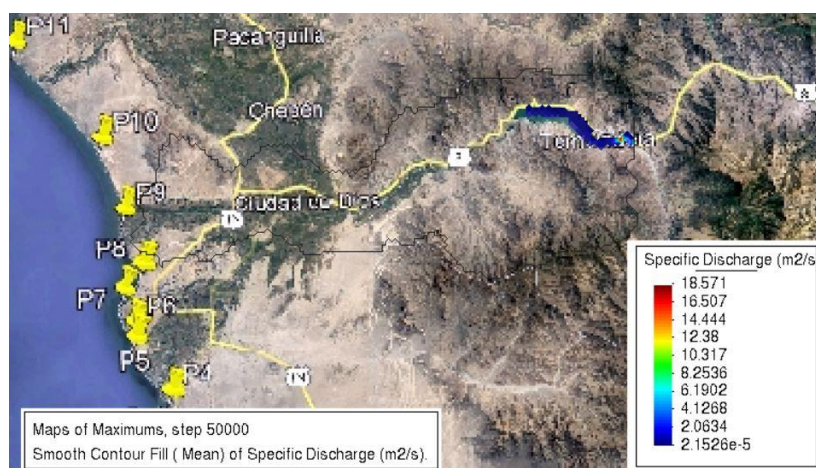 P11
Pacanguilla
Chepén
P10
P9
Ciudad de Dios
P8
P7
P6
P5
P4
Specific Discharge (m2/s)
18.571
16.507
14.444
12.38
10.317
8.2536
6.1902
4.1268
2.0634
2.1526e-5
Maps of Maximums, step 50000
Smooth Contour Fill ( Mean) of Specific Discharge (m2/s).